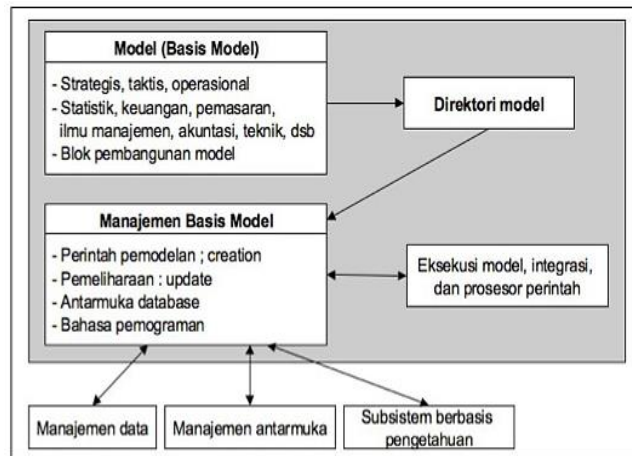 Model (Basis Model)
- Strategis, taktis, operasional
- Statistik, keuangan, pemasaran,
ilmu manajemen, akuntasi, teknik, dsb
- Blok pembangunan model
Direktori model
Manajemen Basis Model
- Perintah pemodelan ; creation
- Pemeliharaan : update
- Antarmuka database
- Bahasa pemograman
Eksekusi model, integrasi,
dan prosesor perintah
Manajemen data
Manajemen antarmuka
Subsistem berbasis
pengetahuan